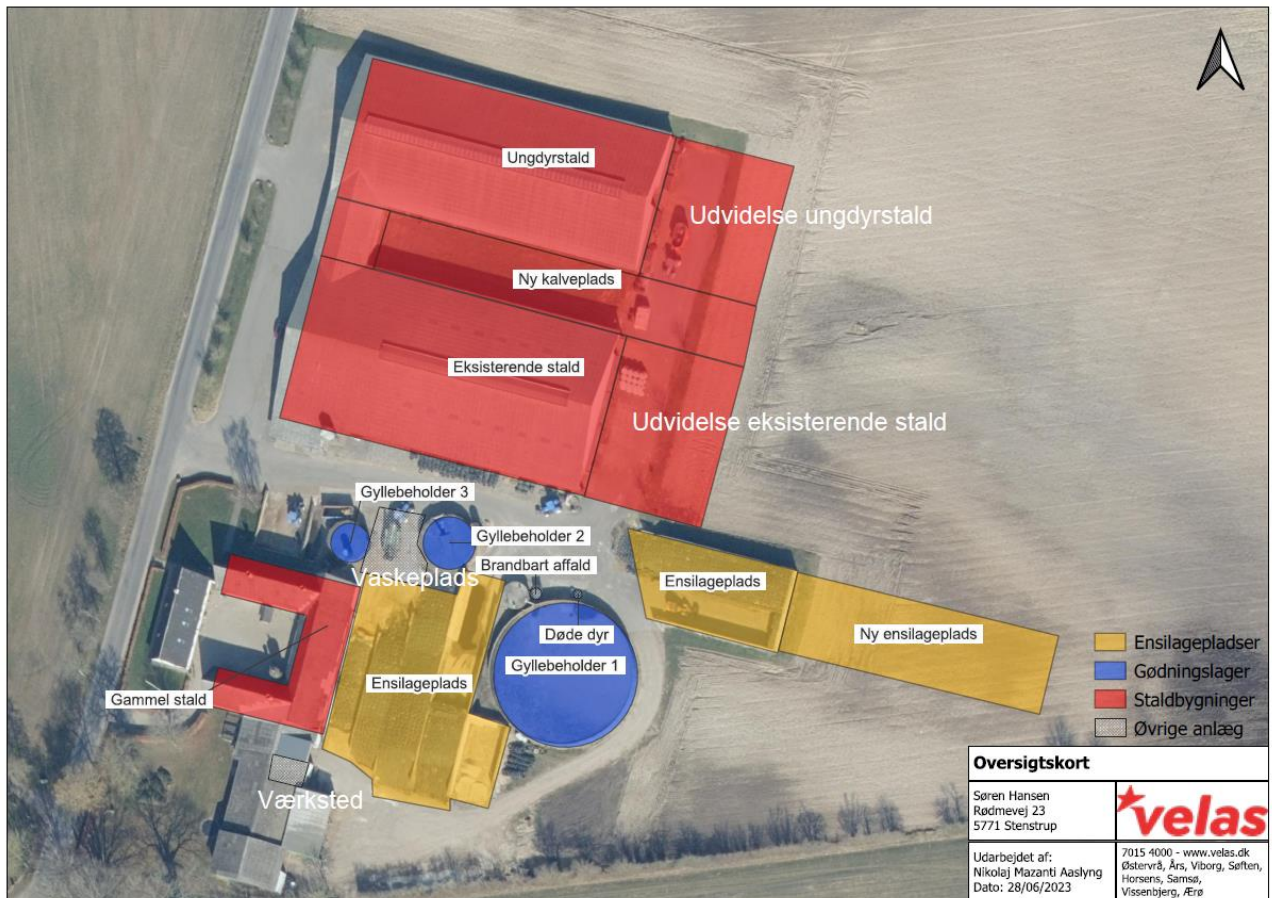 Ungdyrstald
Udvidelse ungdyrstald
Ny kalveplads
Eksisterende stald
Udvidelse eksisterende stald
Gyllebeholder 3
Gyllebeholder 2
Brandbart affald
Vaskeplads
Ensilageplads
Døde dyr
Ny ensilageplads
Gyllebeholder 1
Ensilageplads
Gammel stald
Værksted
Ensilagepladser
Gødningslager
Staldbygninger
Øvrige anlæg
Oversigtskort
Søren Hansen
Rødmevej 23
5771 Stenstrup
velas
Udarbejdet af:
Nikolaj Mazanti Aaslyng
Dato: 28/06/2023
7015 4000 - www.velas.dk
Østervrå, Års, Viborg, Søften,
Horsens, Samsø,
Vissenbjerg, Ærø